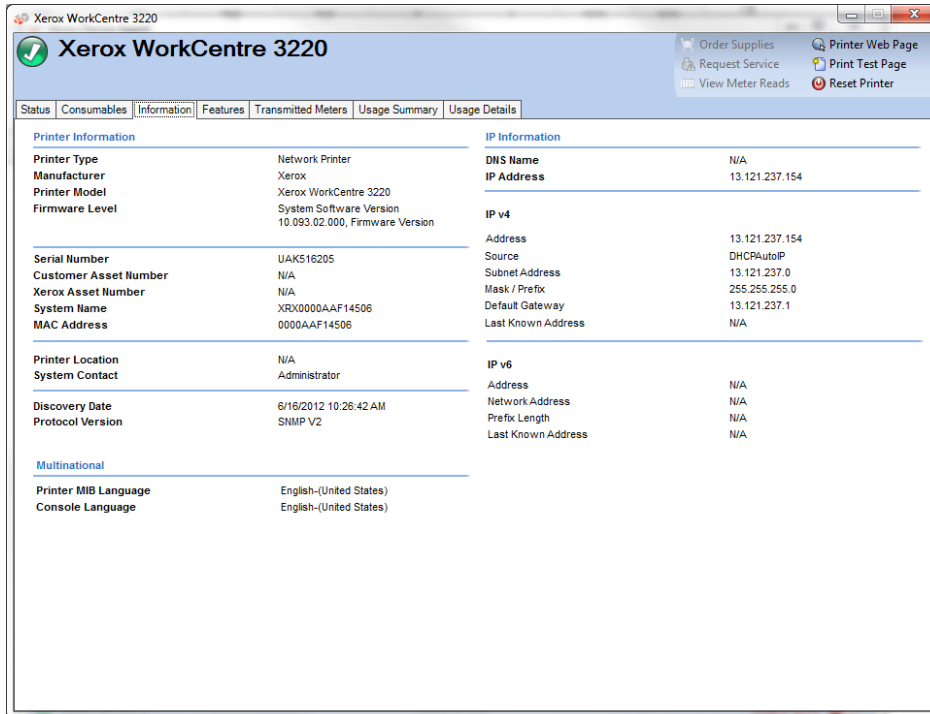 Xerox WorkCentre 3220
Xerox WorkCentre 3220
Order Supplies
Printer Web Page
Request Service
Print Test Page
View Meter Reads
Reset Printer
Status Consumables Information Features Transmitted Meters Usage Summary Usage Details
Printer Information
Printer Type Network Printer
Manufacturer Xerox
Printer Model Xerox WorkCentre 3220
Firmware Level System Software Version
10.093.02.000, Firmware Version
Serial Number UAK516205
Customer Asset Number N/A
Xerox Asset Number N/A
System Name XRX0000AAF14506
MAC Address 0000AAF14506
Printer Location N/A
System Contact Administrator
Discovery Date 6/16/2012 10:26:42 AM
Protocol Version SNMP V2
Multinational
Printer MIB Language English-(United States)
Console Language English-(United States)
IP Information
DNS Name N/A
IP Address 13.121.237.154
IP v4
Address 13.121.237.154
Source DHCPAutoIP
Subnet Address 13.121.237.0
Mask / Prefix 255.255.255.0
Default Gateway 13.121.237.1
Last Known Address N/A
IP v6
Address N/A
Network Address N/A
Prefix Length N/A
Last Known Address N/A